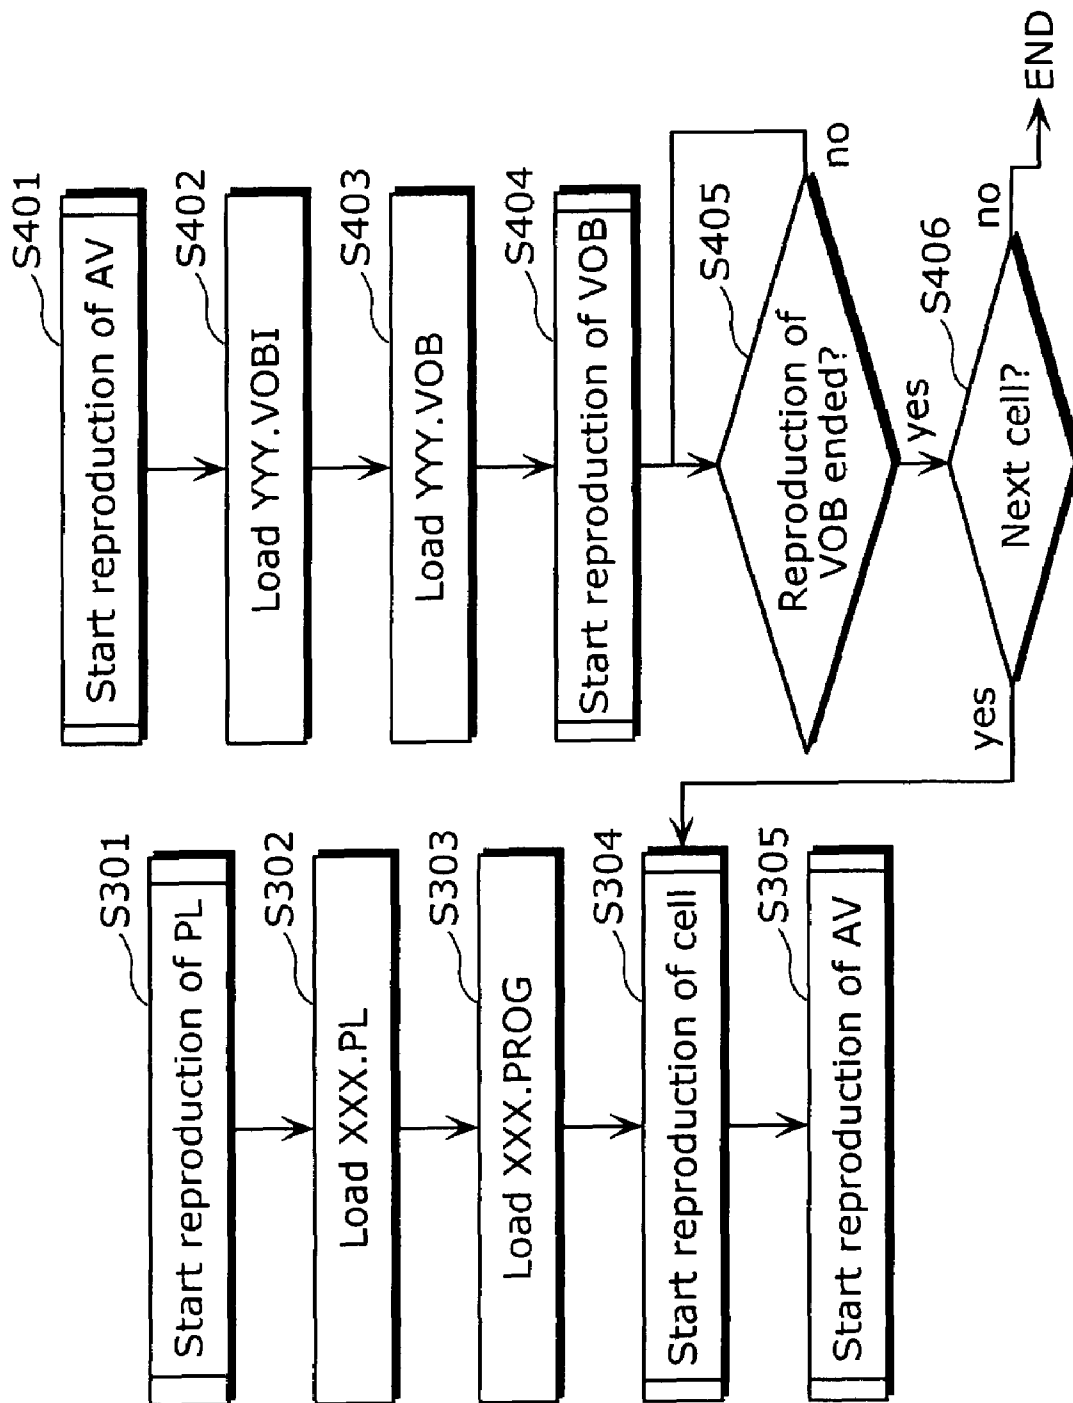 S301
Start reproduction of PL
S302
Load XXX.PL
S303
Load XXX.PROG
S304
Start reproduction of cell
S305
Start reproduction of AV
S401
Start reproduction of AV
S402
Load YYY.VOBI
S403
Load YYY.VOB
S404
Start reproduction of VOB
S405
Reproduction of
VOB ended?
no
yes
S406
Next cell?
yes
no
END